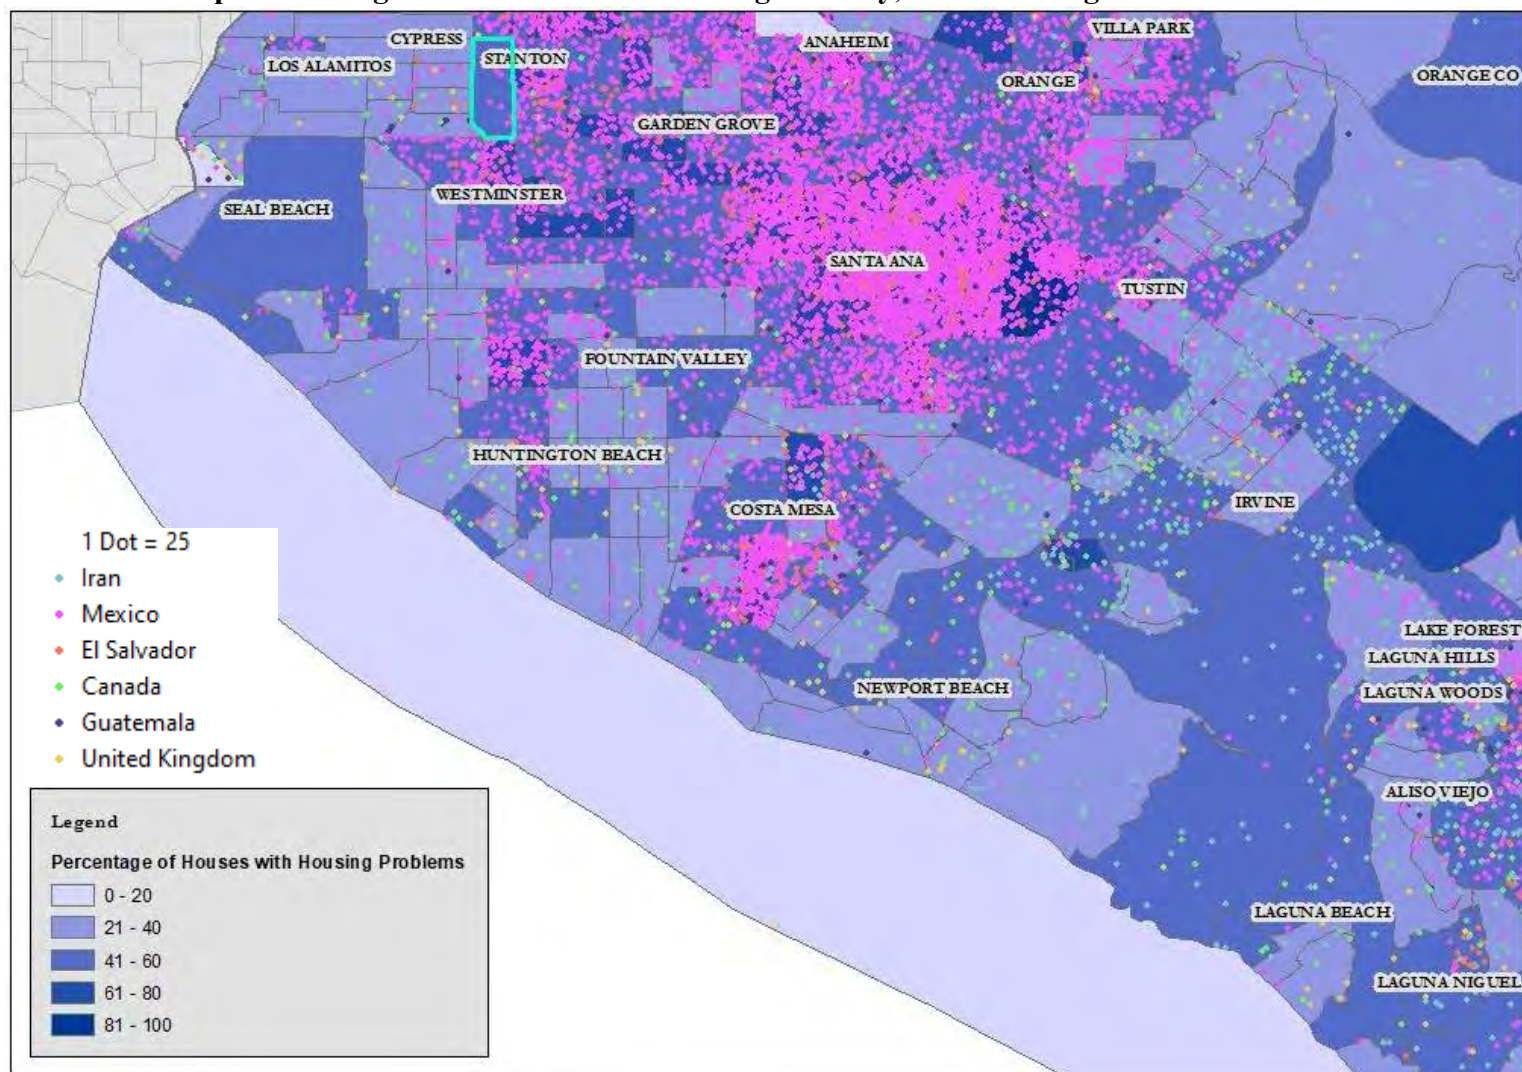 CYPRESS
ANAHEIM
VILLA PARK
LOS ALAMITOS
STANTON
ORANGE
ORANGE CO
GARDEN GROVE
WESTMINSTER
SEAL BEACH
SANTA ANA
TUSTIN
FOUNTAIN VALLEY
HUNTINGTON BEACH
COSTA MESA
IRVINE
1 Dot = 25
Iran
Mexico
El Salvador
Canada
Guatemala
United Kingdom
LAKE FOREST
LAGUNA HILLS
NEWPORT BEACH
LAGUNA WOODS
ALISO VIEJO
Legend
Percentage of Houses with Housing Problems
0 - 20
21 - 40
41 - 60
61 - 80
81 - 100
LAGUNA BEACH
LAGUNA NIGUEL